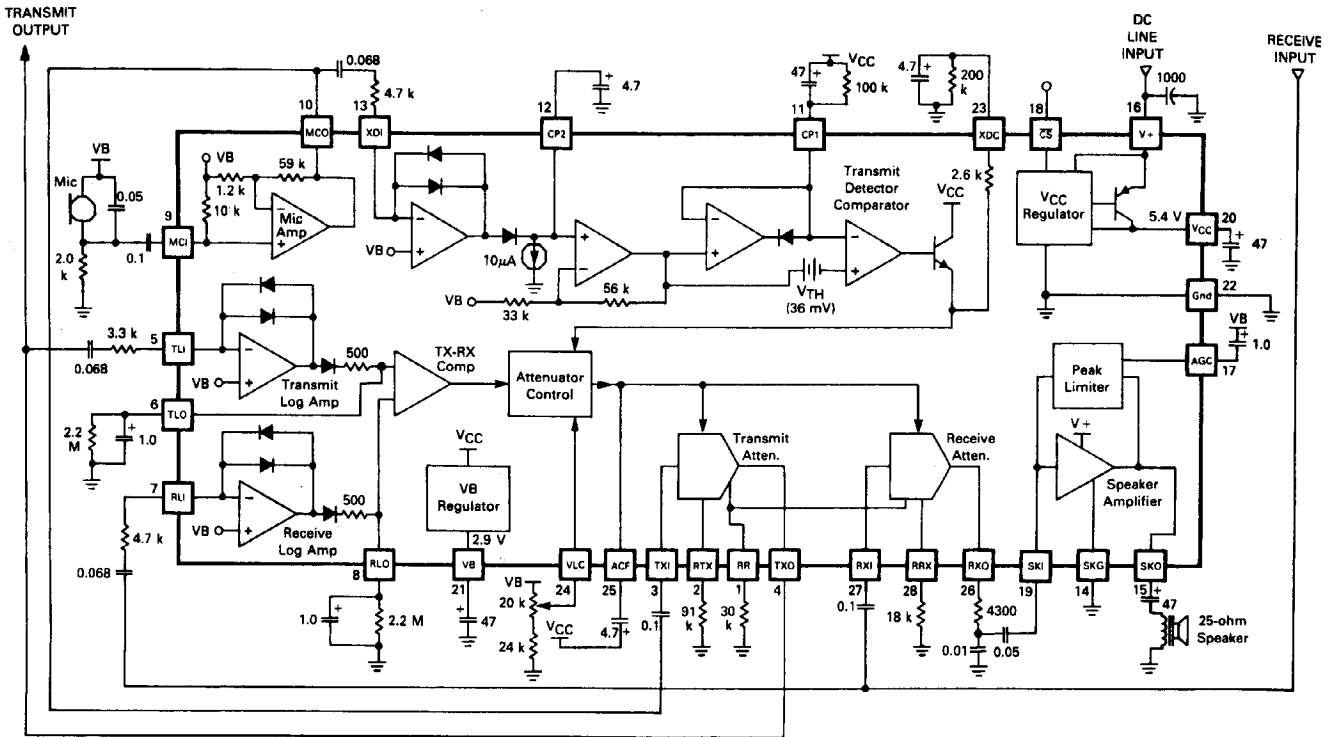 TRANSMIT
OUTPUT
DC
LINE
INPUT
RECEIVE
INPUT
0.068
4.7 k
4.7
47
+
VCC
100 k
4.7
+
200
k
1000
10
13
12
11
23
18
16
MCO
XDI
CP2
CP1
XDC
CS
V+
VB
Mic
0.05
9
MCI
0.1
2.0
k
VB
1.2 k
59 k
10 k
Mic
Amp
VB
10µA
VB
33 k
56 k
VTH
(36 mV)
Transmit
Detector
Comparator
VCC
2.6 k
VCC
Regulator
5.4 V
20
VCC
+
47
22
Gnd
VB
+
1.0
AGC
17
3.3 k
5
TLI
0.068
VB
Transmit
Log Amp
500
TX-RX
Comp
Attenuator
Control
6
TLO
2.2
M
+
1.0
7
RLI
4.7 k
0.068
VB
Receive
Log Amp
500
VCC
VB
Regulator
2.9 V
Transmit
Atten.
Receive
Atten.
Peak
Limiter
V+
Speaker
Amplifier
RLO
VB
VLC
ACF
TXI
RTX
RR
TXO
RXI
RRX
RXO
SKI
SKG
SKO
8
21
24
25
3
2
1
4
27
28
26
19
14
15
1.0
+
2.2 M
+
47
VB
20 k
24 k
VCC
4.7
+
0.1
91
k
30
k
0.1
18 k
4300
0.01
0.05
+
47
25-ohm
Speaker